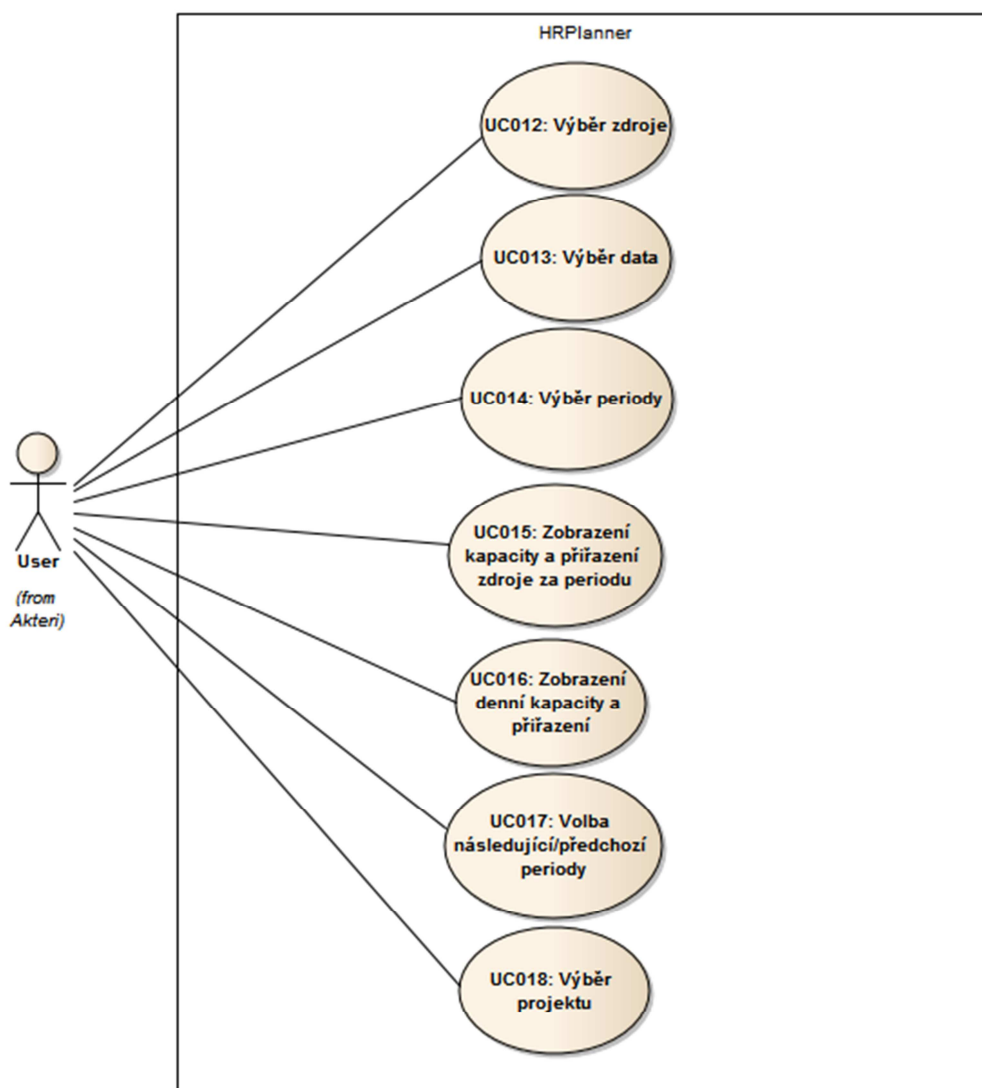 HRPlanner
UC012: Výběr zdroje
UC013: Výběr data
UC014: Výběr periody
UC015: Zobrazení
kapacity a přiřazení
zdroje za periodu
User
(from
Akteri)
UC016: Zobrazení
denní kapacity a
přiřazení
UC017: Volba
následující/předchozí
periody
UC018: Výběr
projektu